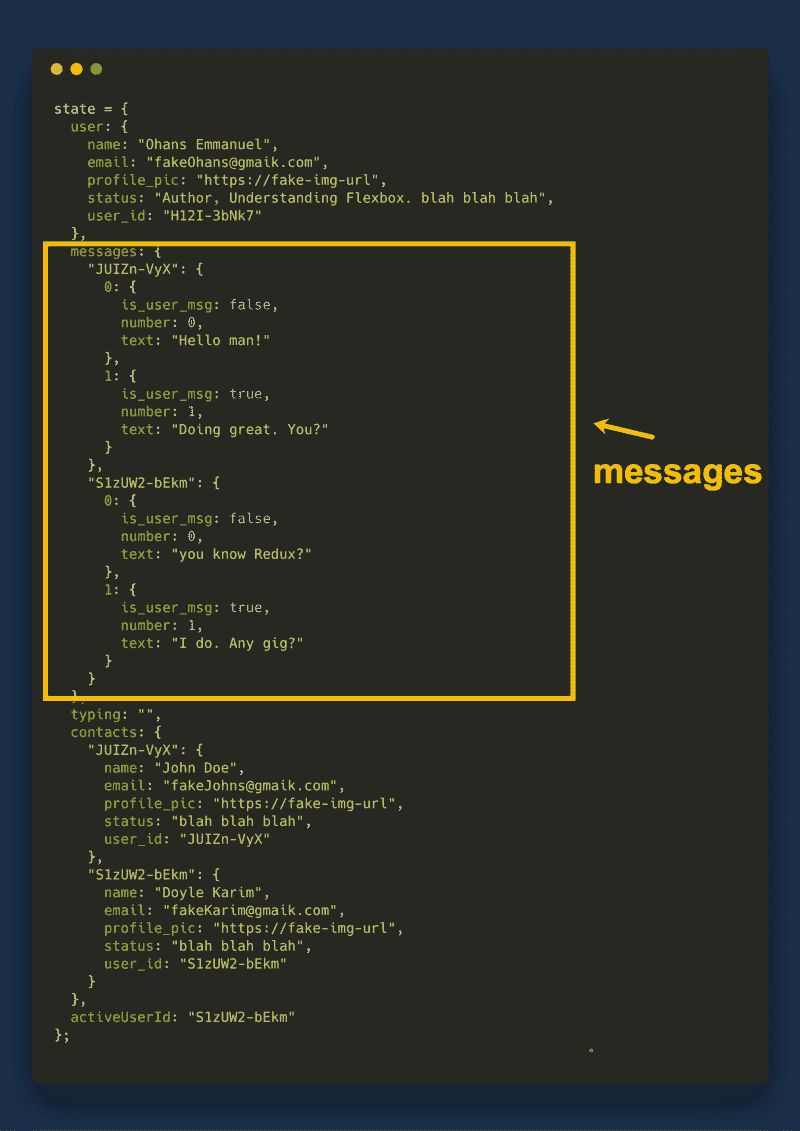 state = {
  user: {
    name: "Ohans Emmanuel",
    email: "fakeOhans@gmaik.com",
    profile_pic: "https://fake-img-url",
    status: "Author, Understanding Flexbox. blah blah blah",
    user_id: "H12I-3bNk7"
  },
  messages: {
    "JUIZn-VyX": {
      0: {
        is_user_msg: false,
        number: 0,
        text: "Hello man!"
      },
      1: {
        is_user_msg: true,
        number: 1,
        text: "Doing great. You?"
      }
    },
    "S1zUW2-bEkm": {
      0: {
        is_user_msg: false,
        number: 0,
        text: "you know Redux?"
      },
      1: {
        is_user_msg: true,
        number: 1,
        text: "I do. Any gig?"
      }
    }
  },
  typing: "",
  contacts: {
    "JUIZn-VyX": {
      name: "John Doe",
      email: "fakeJohns@gmaik.com",
      profile_pic: "https://fake-img-url",
      status: "blah blah blah",
      user_id: "JUIZn-VyX"
    },
    "S1zUW2-bEkm": {
      name: "Doyle Karim",
      email: "fakeKarim@gmaik.com",
      profile_pic: "https://fake-img-url",
      status: "blah blah blah",
      user_id: "S1zUW2-bEkm"
    }
  },
  activeUserId: "S1zUW2-bEkm"
};
messages